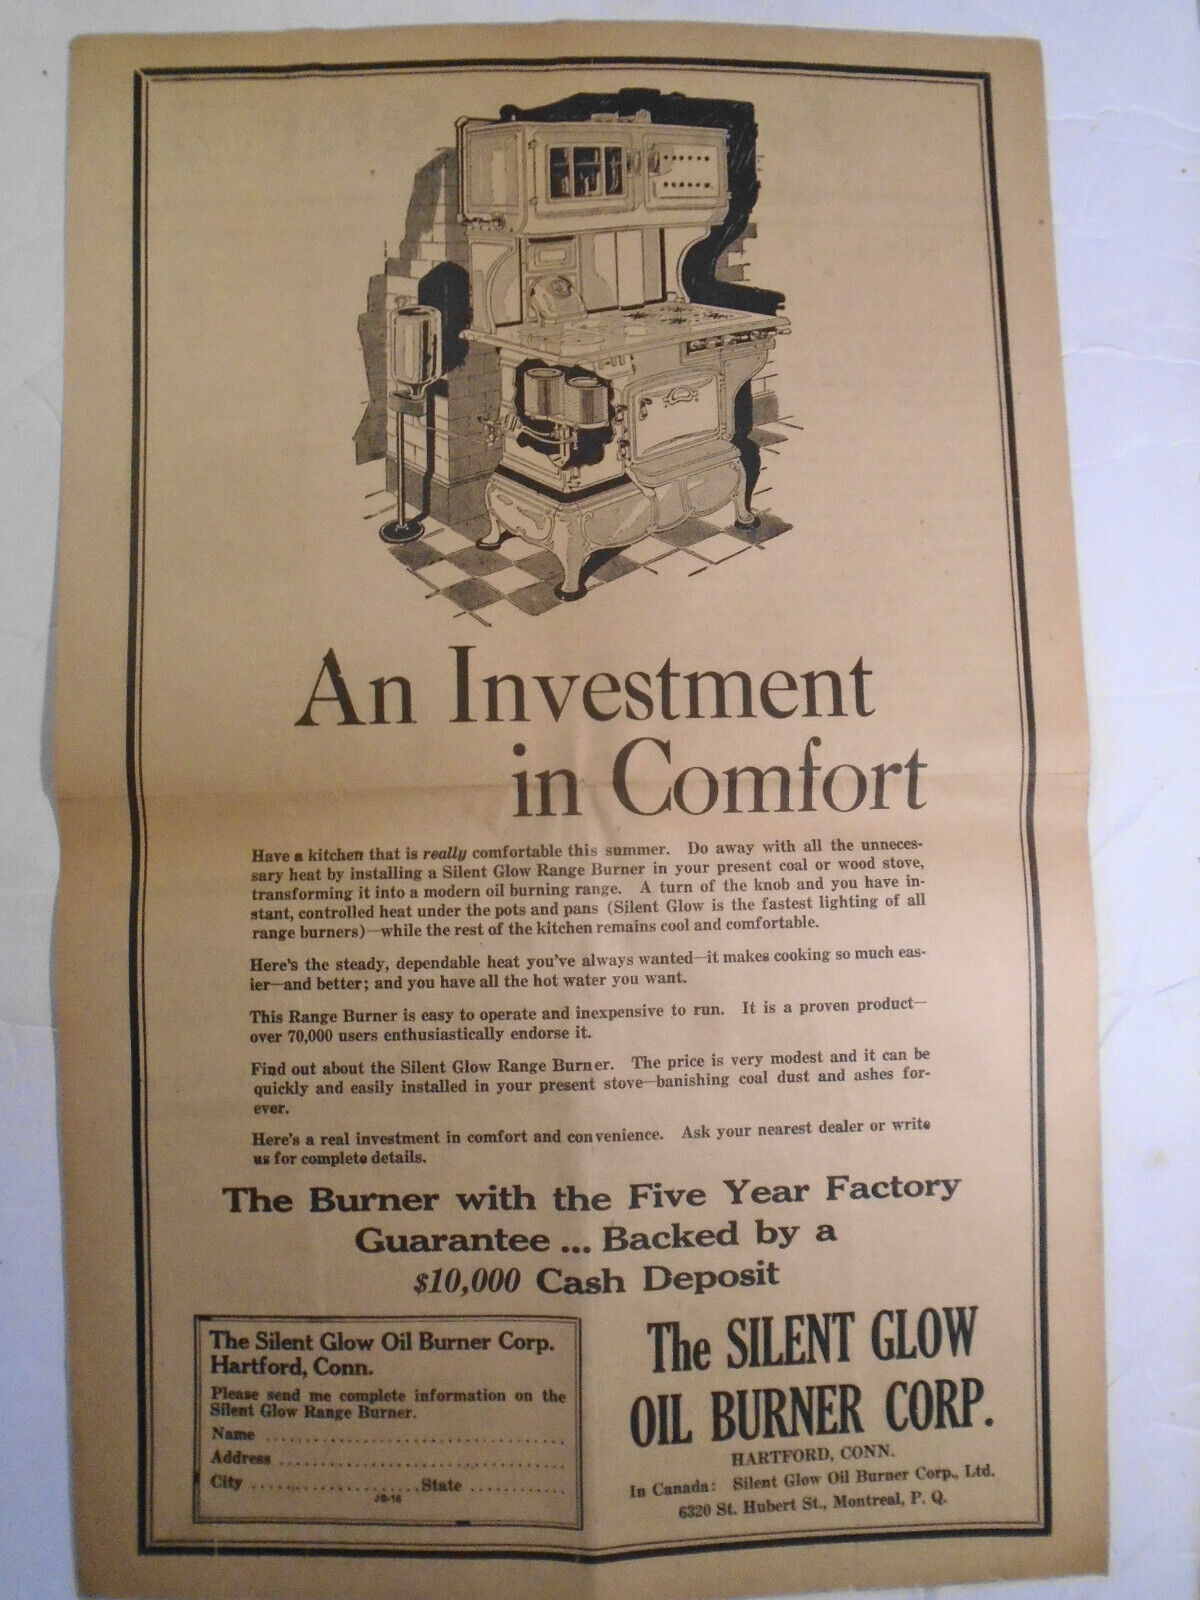 An Investment
in Comfort
Have a kitchen that is really comfortable this summer. Do away with all the unneces-
sary heat by installing a Silent Glow Range Burner in your present coal or wood stove,
transforming it into a modern oil burning range. A turn of the knob and you have in-
stant, controlled heat under the pots and pans (Silent Glow is the fastest lighting of all
range burners)—while the rest of the kitchen remains cool and comfortable.
Here's the steady, dependable heat you've always wanted—it makes cooking so much eas-
ier—and better; and you have all the hot water you want.
This Range Burner is easy to operate and inexpensive to run. It is a proven product—
over 70,000 users enthusiastically endorse it.
Find out about the Silent Glow Range Burner. The price is very modest and it can be
quickly and easily installed in your present stove—banishing coal dust and ashes for-
ever.
Here's a real investment in comfort and convenience. Ask your nearest dealer or write
us for complete details.
The Burner with the Five Year Factory
Guarantee ... Backed by a
$10,000 Cash Deposit
The Silent Glow Oil Burner Corp.
Hartford, Conn.
Please send me complete information on the
Silent Glow Range Burner.
Name
Address
City State
JS-16
The SILENT GLOW
OIL BURNER CORP.
HARTFORD, CONN.
In Canada: Silent Glow Oil Burner Corp., Ltd.
6320 St. Hubert St., Montreal, P. Q.